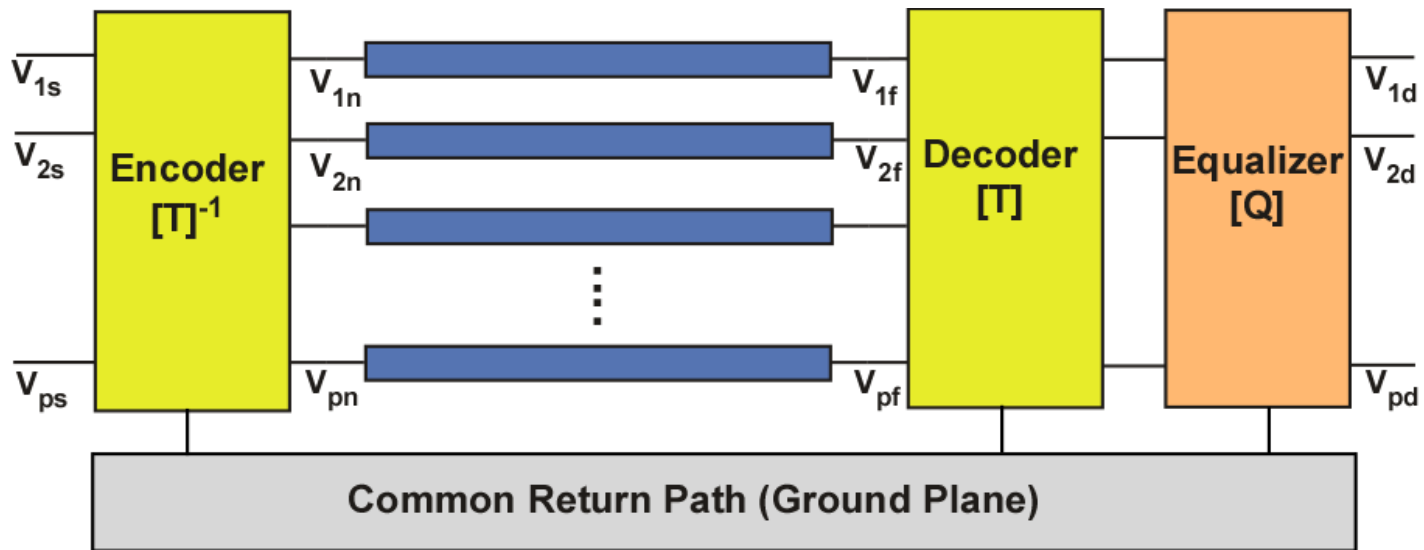 V1s
V2s
Vps
Encoder
[T]-1
V1n
V2n
Vpn
V1f
V2f
Vpf
Decoder
[T]
Equalizer
[Q]
V1d
V2d
Vpd
Common Return Path (Ground Plane)